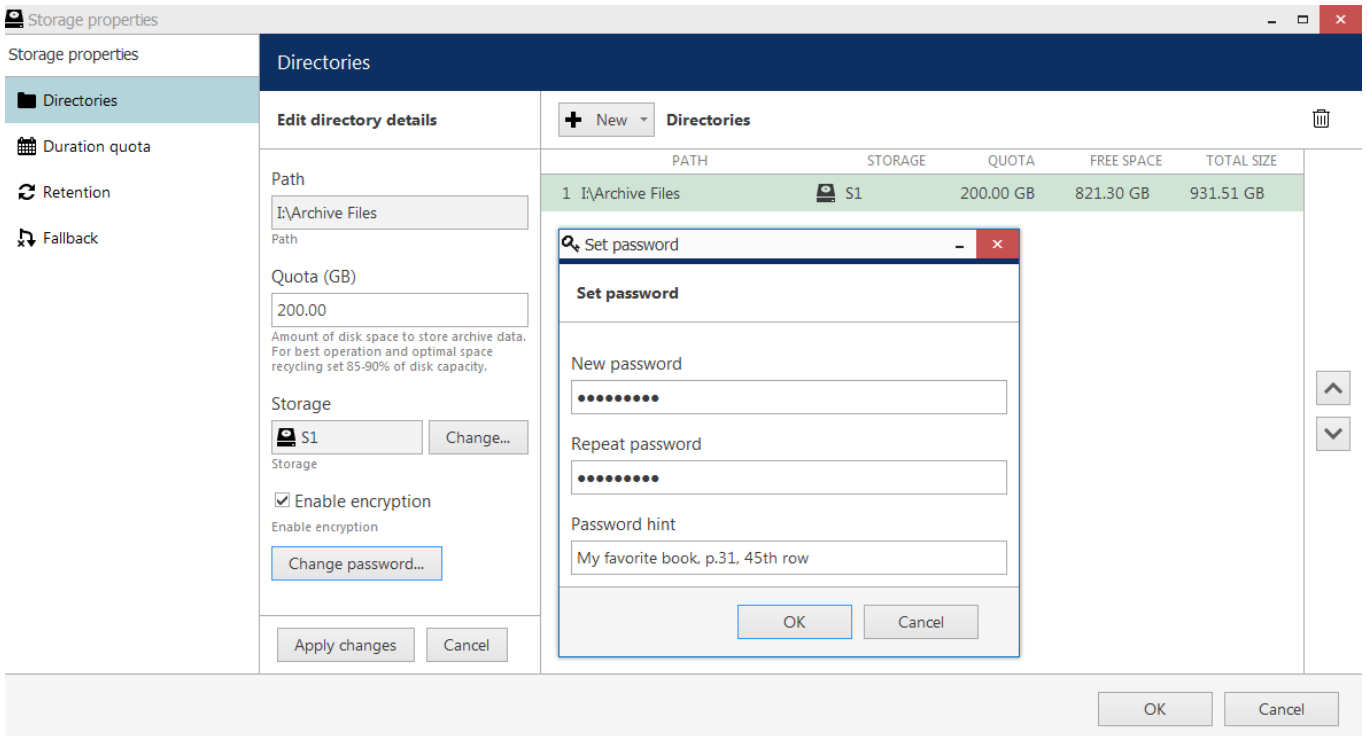 Storage properties
Storage properties
Directories
Duration quota
Retention
Fallback
Directories
Edit directory details
Path
I:\Archive Files
Path
Quota (GB)
200.00
Amount of disk space to store archive data.
For best operation and optimal space
recycling set 85-90% of disk capacity.
Storage
S1
Change...
Storage
Enable encryption
Enable encryption
Change password...
Apply changes
Cancel
New
Directories
PATH STORAGE QUOTA FREE SPACE TOTAL SIZE
1 I:\Archive Files S1 200.00 GB 821.30 GB 931.51 GB
Set password
Set password
New password
•••••••••
Repeat password
•••••••••
Password hint
My favorite book, p.31, 45th row
OK
Cancel
OK
Cancel